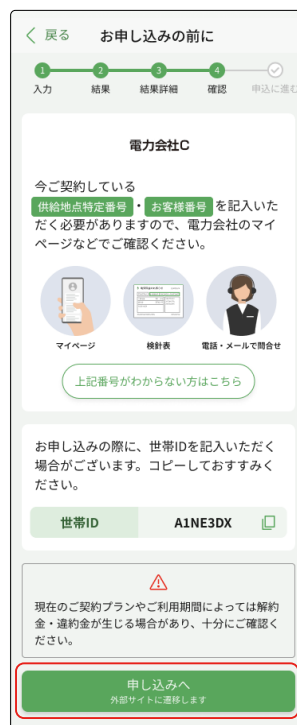 戻る お申し込みの前に
1 2 3 4
入力 結果 結果詳細 確認 申込に進む
電力会社C
今ご契約している
供給地点特定番号・お客様番号を記入いた
だく必要がありますので、電力会社のマイ
ページなどでご確認ください。
マイページ 検針表 電話・メールで問合せ
上記番号がわからない方はこちら
お申し込みの際に、世帯IDを記入いただく
場合がございます。コピーしておすすみく
ださい。
世帯ID A1NE3DX
現在のご契約プランやご利用期間によっては解約
金・違約金が生じる場合があり、十分にご確認く
ださい。
申し込みへ
外部サイトに遷移します